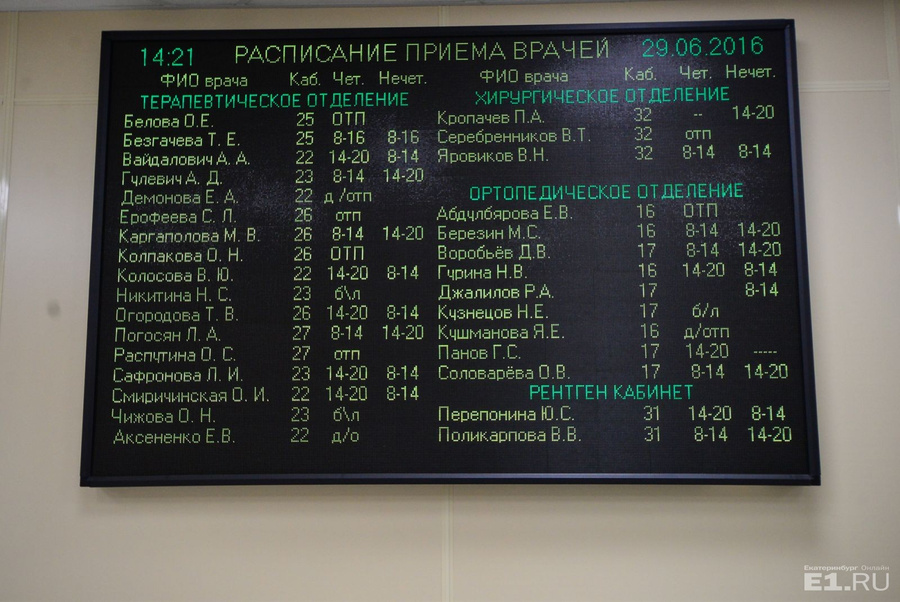 14:21 РАСПИСАНИЕ ПРИЕМА ВРАЧЕЙ 29.06.2016
ФИО врача Каб. Чет. Нечет.
ТЕРАПЕВТИЧЕСКОЕ ОТДЕЛЕНИЕ
Белова О.Е. 25 ОТП
Безгачева Т. Е. 25 8-16 8-16
Вайдалович А. А. 22 14-20 8-14
Гулевич А. Д. 23 8-14 14-20
Демонова Е. А. 22 д /отп
Ерофеева С. Л. 26 отп
Каргаполова М. В. 26 8-14 14-20
Колпакова О. Н. 26 ОТП
Колосова В. Ю. 22 14-20 8-14
Никитина Н. С. 23 б\л
Огородова Т. В. 26 14-20 8-14
Погосян Л. А. 27 8-14 14-20
Распутина О. С. 27 отп
Сафронова Л. И. 23 14-20 8-14
Смиричинская О. И. 22 14-20 8-14
Чижова О. Н. 23 б\л
Аксененко Е.В. 22 д/о
ФИО врача Каб. Чет. Нечет.
ХИРУРГИЧЕСКОЕ ОТДЕЛЕНИЕ
Кропачев П.А. 32 -- 14-20
Серебренников В.Т. 32 отп
Яровиков В.Н. 32 8-14 8-14
ОРТОПЕДИЧЕСКОЕ ОТДЕЛЕНИЕ
Абдулбярова Е.В. 16 ОТП
Березин М.С. 16 8-14 14-20
Воробьёв Д.В. 17 8-14 14-20
Гурина Н.В. 16 14-20 8-14
Джалилов Р.А. 17 8-14
Кузнецов Н.Е. 17 б/л
Кушманова Я.Е. 16 д/отп
Панов Г.С. 17 14-20 -----
Соловарёва О.В. 17 8-14 14-20
РЕНТГЕН КАБИНЕТ
Перепонина Ю.С. 31 14-20 8-14
Поликарпова В.В. 31 8-14 14-20
Екатеринбург Онлайн
E1.RU